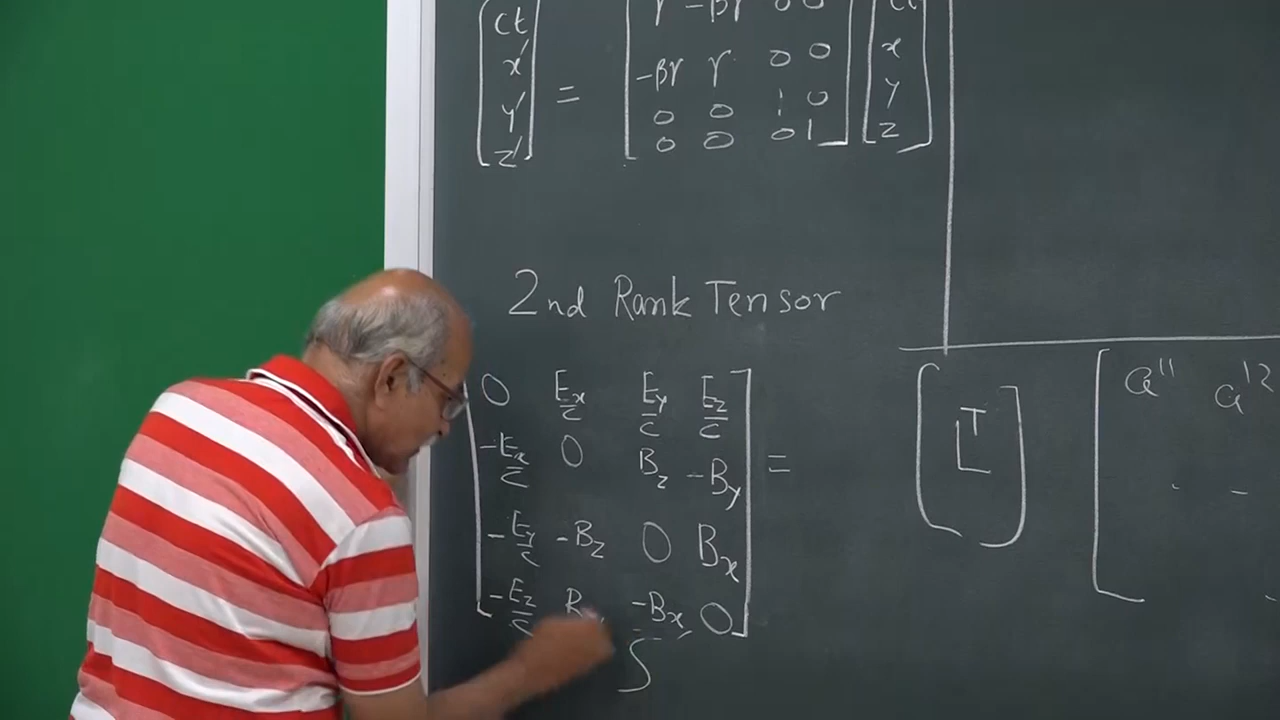 [ct′ x′ y′ z′] = [γ -βγ 0 0
-βγ γ 0 0
0 0 1 0
0 0 0 1] [ct x y z]
2nd Rank Tensor
0 Ex/c Ey/c Ez/c
-Ex/c 0 Bz -By
-Ey/c -Bz 0 Bx
-Ez/c B -Bx 0
= [Lᵀ] [a¹¹ a¹²
S